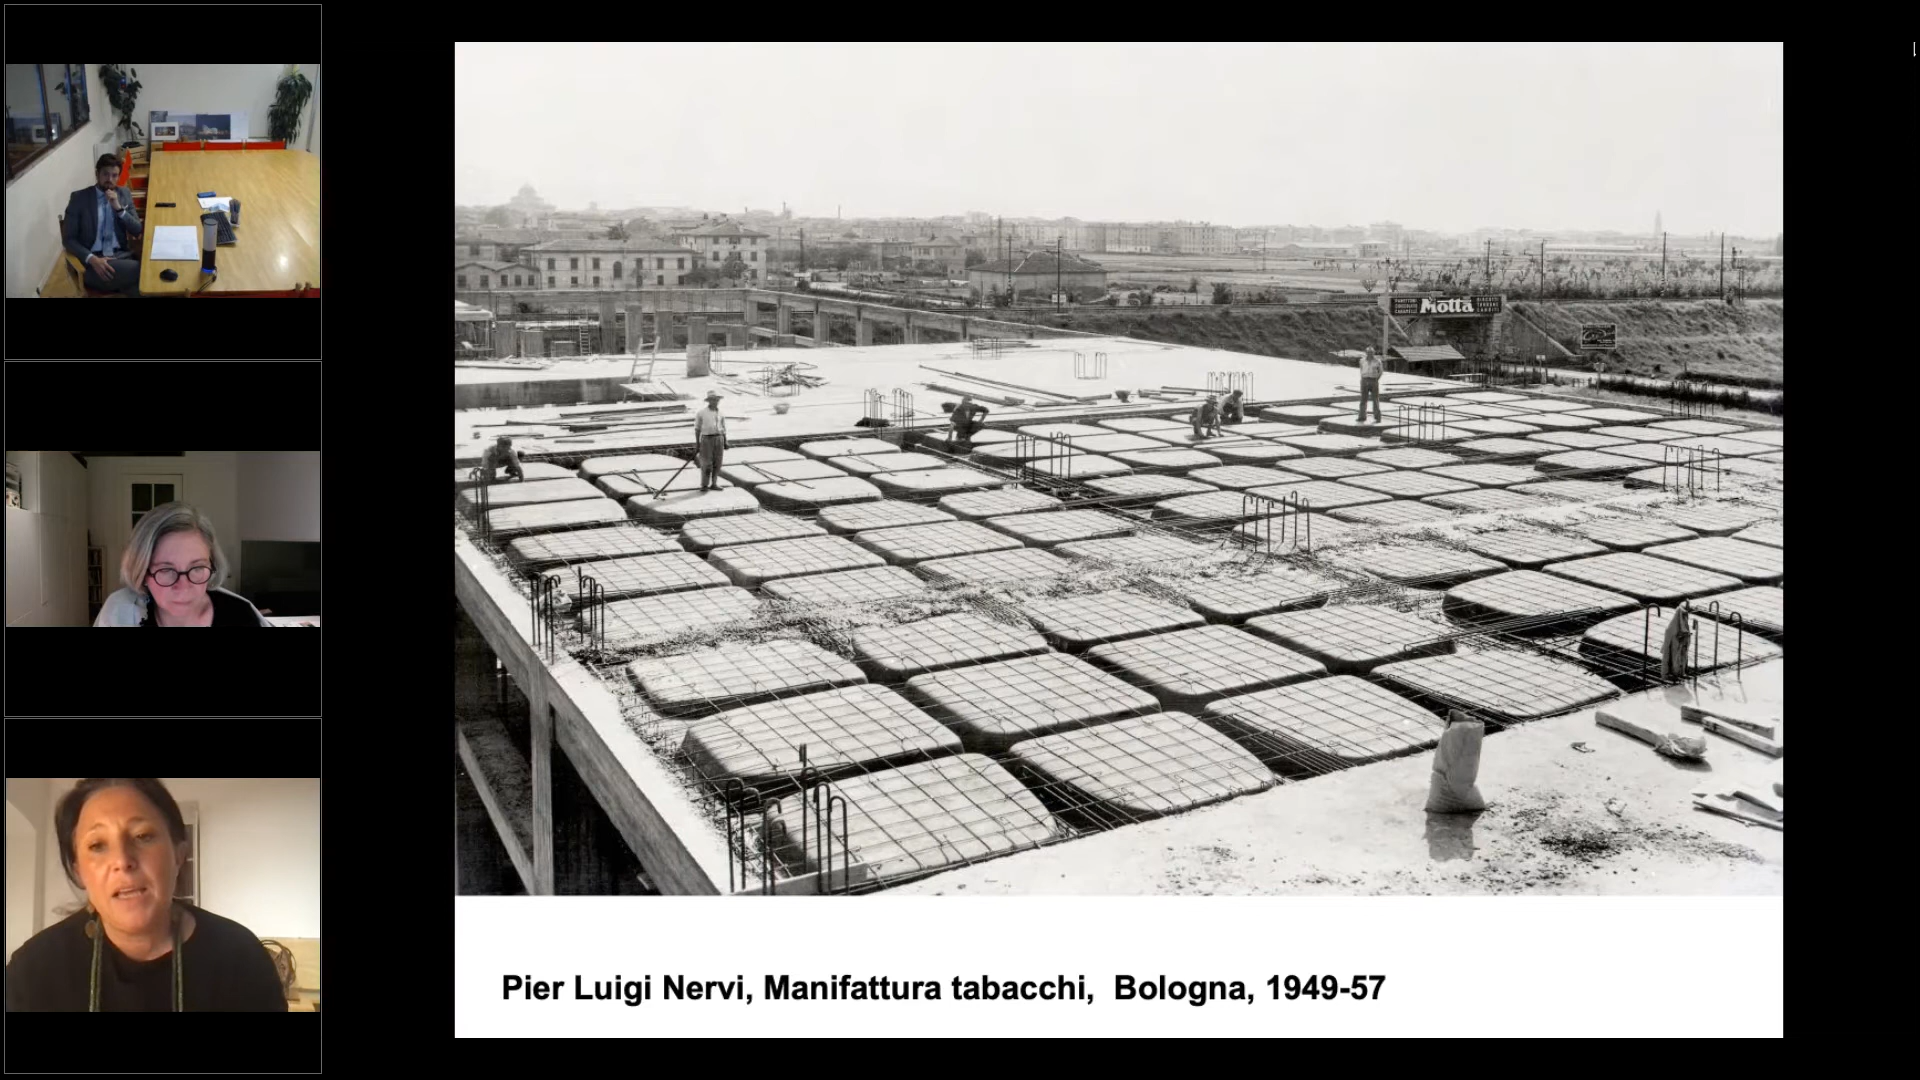 Motta
Pier Luigi Nervi, Manifattura tabacchi,  Bologna, 1949-57